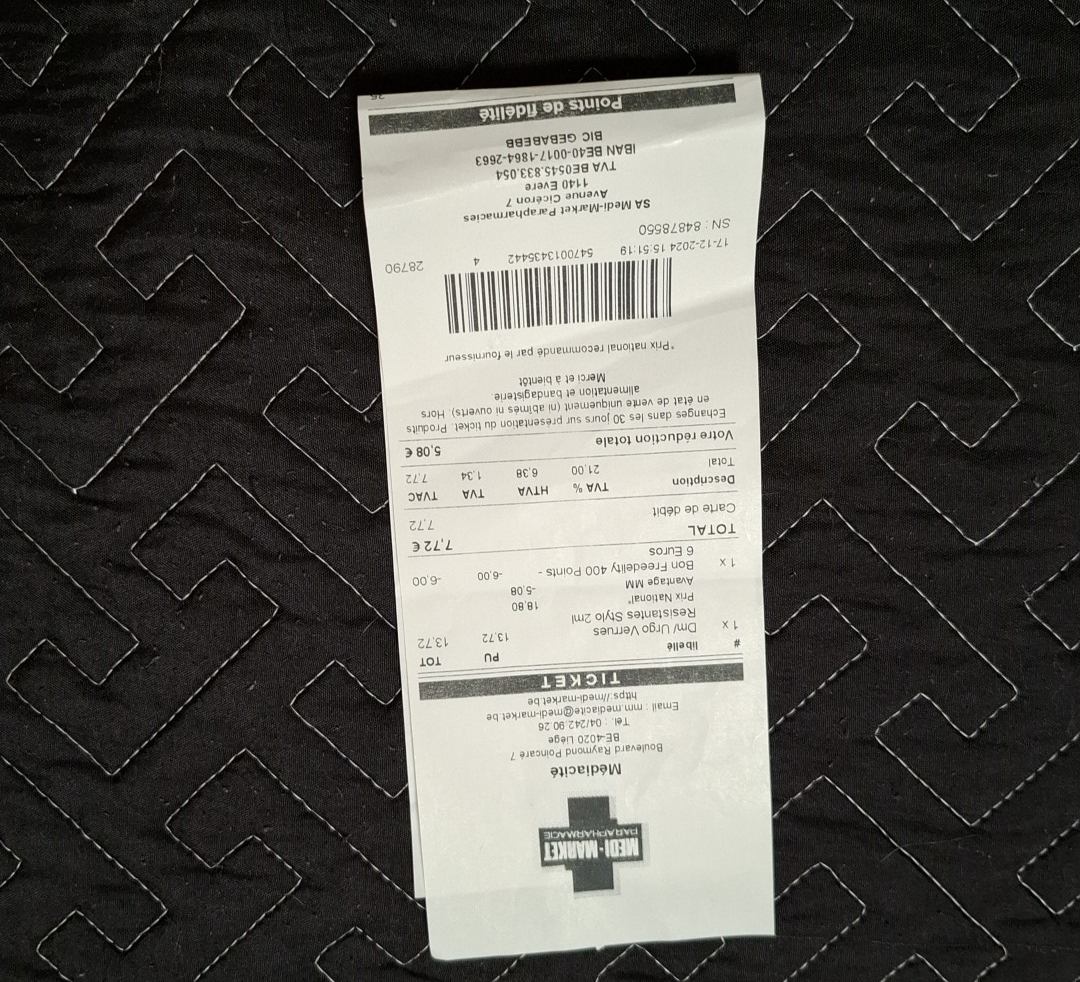 MEDI-MARKET
PARAPHARMACIE
Médiacité
Boulevard Raymond Poincaré 7
BE-4020 Liège
Tél. : 04/242.90.26
Email : mm.mediacite@medi-market.be
https://medi-market.be
TICKET
# libellé PU TOT
1 x Dm/ Urgo Verrues 13,72 13,72
Resistantes Stylo 2ml
Prix National* 18,80
Avantage MM -5,08
1 x Bon Freedelity 400 Points - -6,00 -6,00
6 Euros
TOTAL 7,72 €
Carte de débit 7,72
Description TVA % HTVA TVA TVAC
Total 21,00 6,38 1,34 7,72
Votre réduction totale 5,08 €
Echanges dans les 30 jours sur présentation du ticket. Produits
en état de vente uniquement (ni abimés ni ouverts). Hors
alimentation et bandagisterie.
Merci et à bientôt
*Prix national recommandé par le fournisseur
17-12-2024 15:51:19 5470013435442 4 28790
SN : 84878550
SA Medi-Market Parapharmacies
Avenue Cicéron 7
1140 Evere
TVA BE0545.833.054
IBAN BE40-0017-1864-2663
BIC GEBABEBB
Points de fidélité